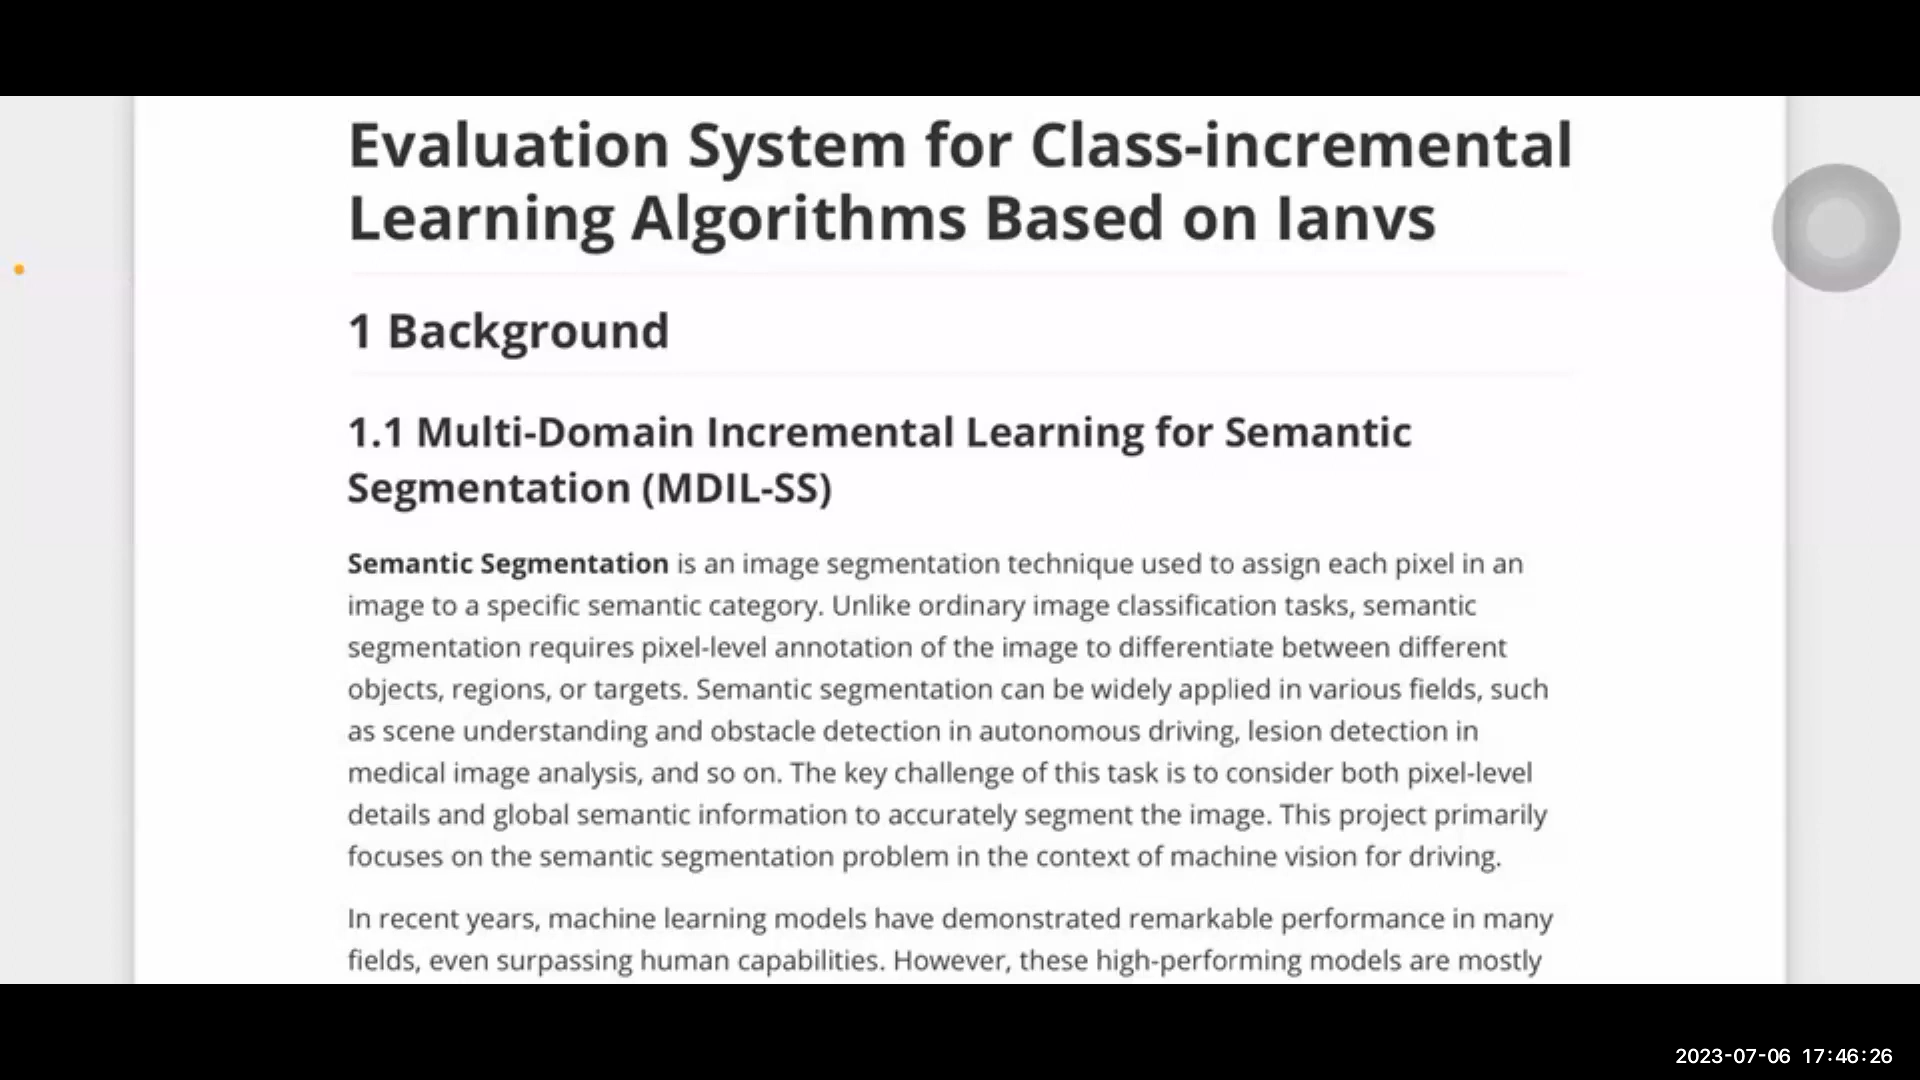 Evaluation System for Class-incremental
Learning Algorithms Based on Ianvs
1 Background
1.1 Multi-Domain Incremental Learning for Semantic
Segmentation (MDIL-SS)
Semantic Segmentation is an image segmentation technique used to assign each pixel in an
image to a specific semantic category. Unlike ordinary image classification tasks, semantic
segmentation requires pixel-level annotation of the image to differentiate between different
objects, regions, or targets. Semantic segmentation can be widely applied in various fields, such
as scene understanding and obstacle detection in autonomous driving, lesion detection in
medical image analysis, and so on. The key challenge of this task is to consider both pixel-level
details and global semantic information to accurately segment the image. This project primarily
focuses on the semantic segmentation problem in the context of machine vision for driving.
In recent years, machine learning models have demonstrated remarkable performance in many
fields, even surpassing human capabilities. However, these high-performing models are mostly
2023-07-06 17:46:26